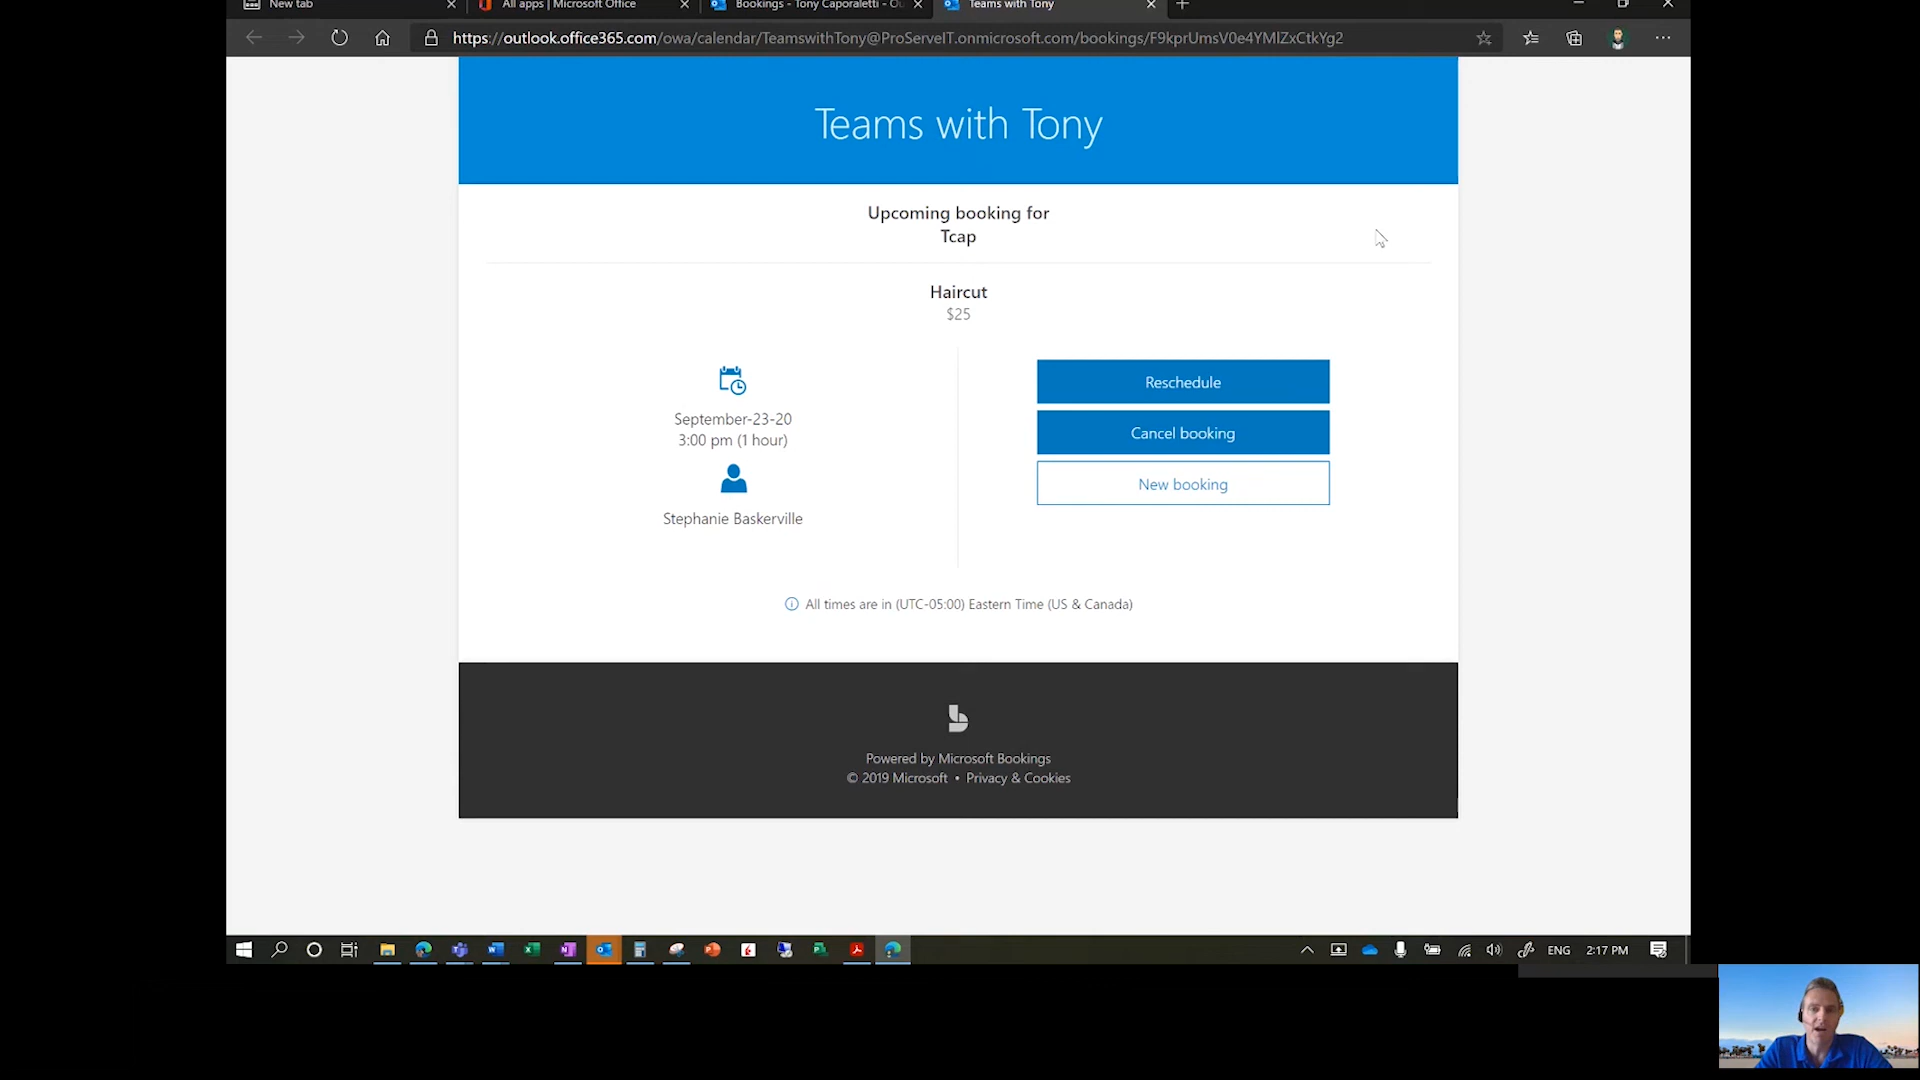 New tab
All apps | Microsoft Office
Bookings - Tony Caporaletti - Ou
Teams with Tony
https://outlook.office365.com/owa/calendar/TeamswithTony@ProServeIT.onmicrosoft.com/bookings/F9kprUmsV0e4YMIZxCtkYg2
Teams with Tony
Upcoming booking for
Tcap
Haircut
$25
September-23-20
3:00 pm (1 hour)
Stephanie Baskerville
Reschedule
Cancel booking
New booking
All times are in (UTC-05:00) Eastern Time (US & Canada)
Powered by Microsoft Bookings
© 2019 Microsoft • Privacy & Cookies
ENG 2:17 PM